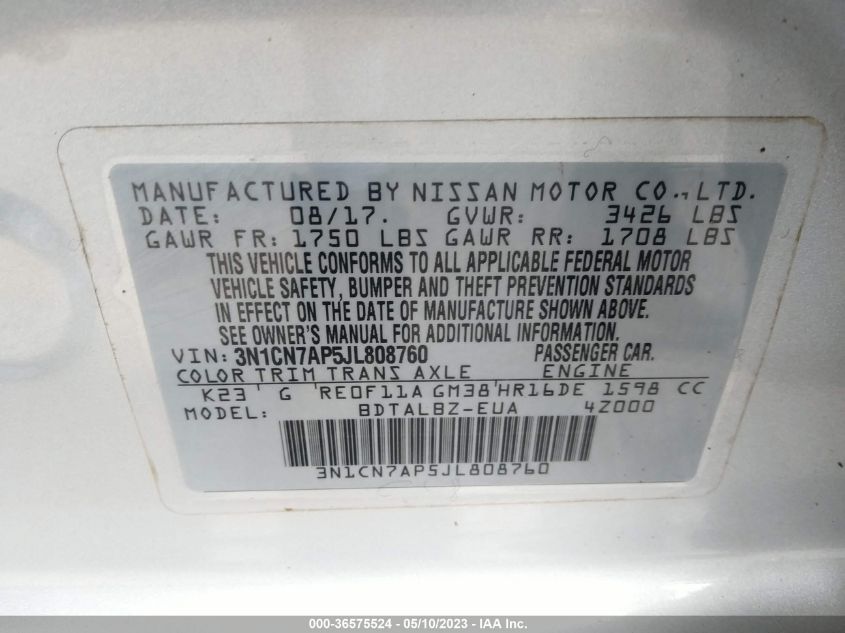 MANUFACTURED BY NISSAN MOTOR CO.,LTD.
DATE: 08/17. GVWR: 3426 LBS
GAWR FR: 1750 LBS GAWR RR: 1708 LBS
THIS VEHICLE CONFORMS TO ALL APPLICABLE FEDERAL MOTOR
VEHICLE SAFETY, BUMPER AND THEFT PREVENTION STANDARDS
IN EFFECT ON THE DATE OF MANUFACTURE SHOWN ABOVE.
SEE OWNER'S MANUAL FOR ADDITIONAL INFORMATION.
VIN: 3N1CN7AP5JL808760 PASSENGER CAR.
COLOR TRIM TRANS AXLE ENGINE
K23 G RE0F11A GM38 HR16DE 1598 CC
MODEL: BDTALBZ-EUA 4Z000
3N1CN7AP5JL808760
000-36575524 - 05/10/2023 - IAA Inc.